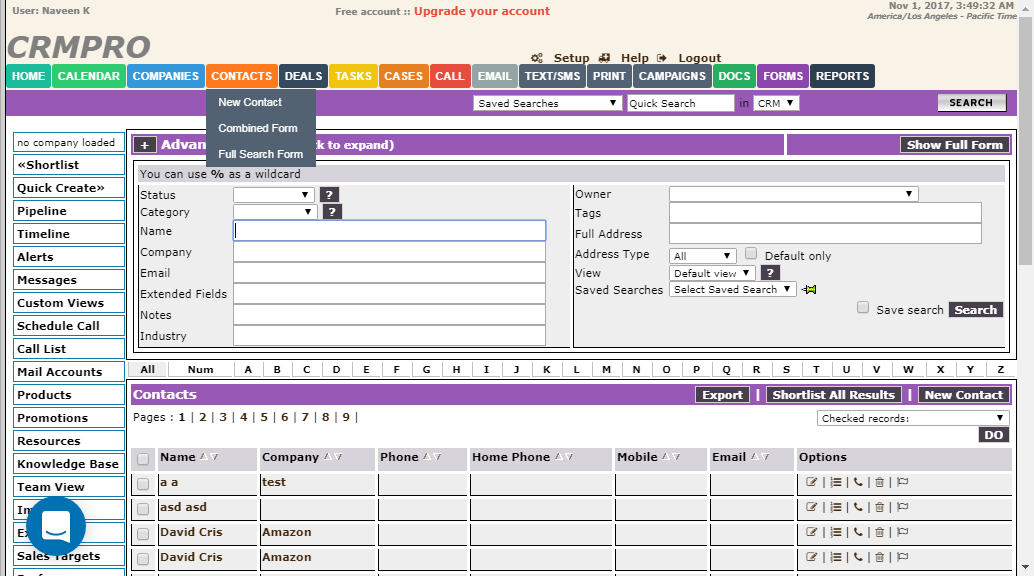 User: Naveen K
Free account :: Upgrade your account
Nov 1, 2017, 3:49:32 AM
America/Los Angeles - Pacific Time
CRMPRO
Setup Help Logout
HOME CALENDAR COMPANIES CONTACTS DEALS TASKS CASES CALL EMAIL TEXT/SMS PRINT CAMPAIGNS DOCS FORMS REPORTS
New Contact
Combined Form
Full Search Form
Saved Searches Quick Search in CRM SEARCH
no company loaded
«Shortlist
Quick Create»
Pipeline
Timeline
Alerts
Messages
Custom Views
Schedule Call
Call List
Mail Accounts
Products
Promotions
Resources
Knowledge Base
Team View
Sales Targets
+ k to expand) Show Full Form
You can use % as a wildcard
Status ?
Category ?
Name
Company
Email
Extended Fields
Notes
Industry
Owner
Tags
Full Address
Address Type All Default only
View Default view ?
Saved Searches Select Saved Search
Save search Search
All Num A B C D E F G H I J K L M N O P Q R S T U V W X Y Z
Contacts Export | Shortlist All Results | New Contact
Pages : 1 | 2 | 3 | 4 | 5 | 6 | 7 | 8 | 9 |
Checked records:
DO
Name Company Phone Home Phone Mobile Email Options
a a test
asd asd
David Cris Amazon
David Cris Amazon